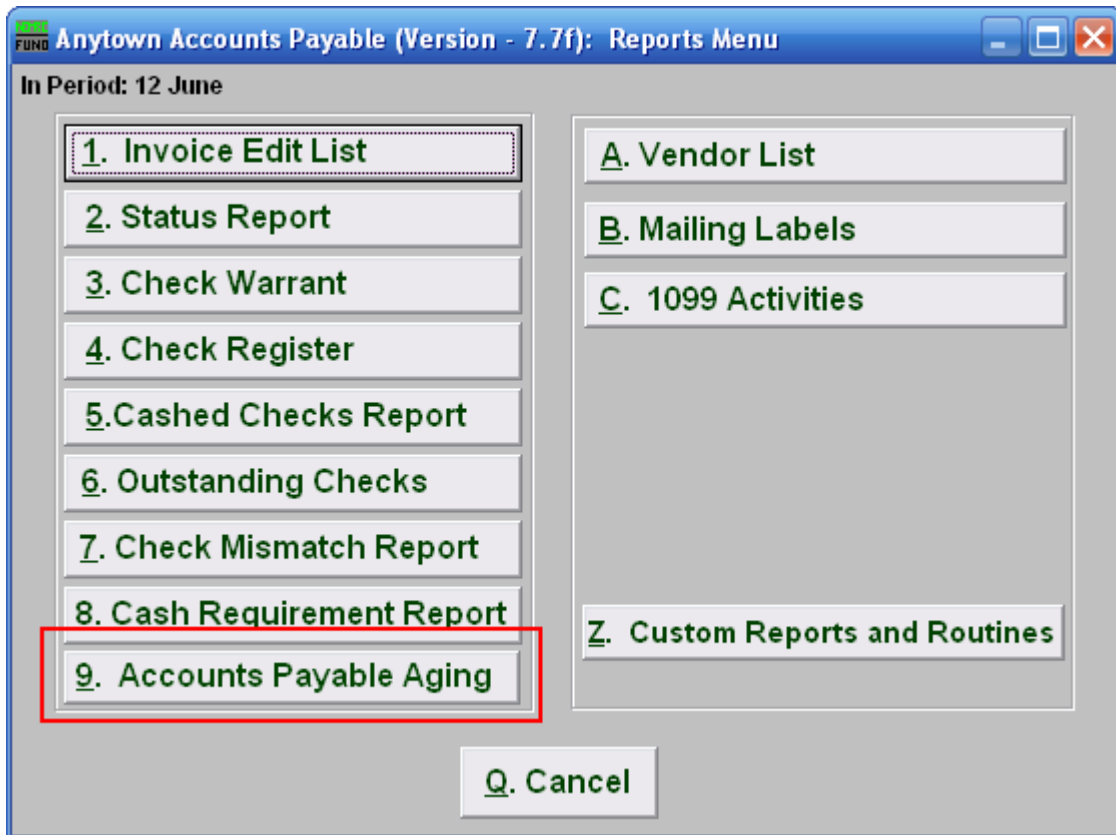 FUND Anytown Accounts Payable (Version - 7.7f): Reports Menu
In Period: 12 June
1. Invoice Edit List
2. Status Report
3. Check Warrant
4. Check Register
5.Cashed Checks Report
6. Outstanding Checks
7. Check Mismatch Report
8. Cash Requirement Report
9. Accounts Payable Aging
A. Vendor List
B. Mailing Labels
C. 1099 Activities
Z. Custom Reports and Routines
Q. Cancel